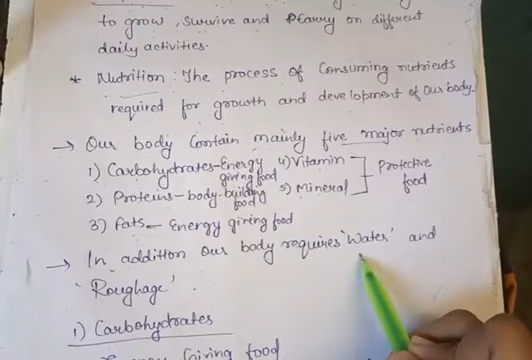 to grow, survive and carry on different
daily activities.
* Nutrition: The process of Consuming nutrients
required for growth and development of Our body.
→ Our body Contain mainly five major nutrients
1) Carbohydrates - Energy giving food
2) Proteins - body-building food
3) fats - Energy giving food
4) Vitamin
5) Mineral
Protective food
→ In addition Our body requires 'Water' and
'Roughage'.
1) Carbohydrates
Giving food